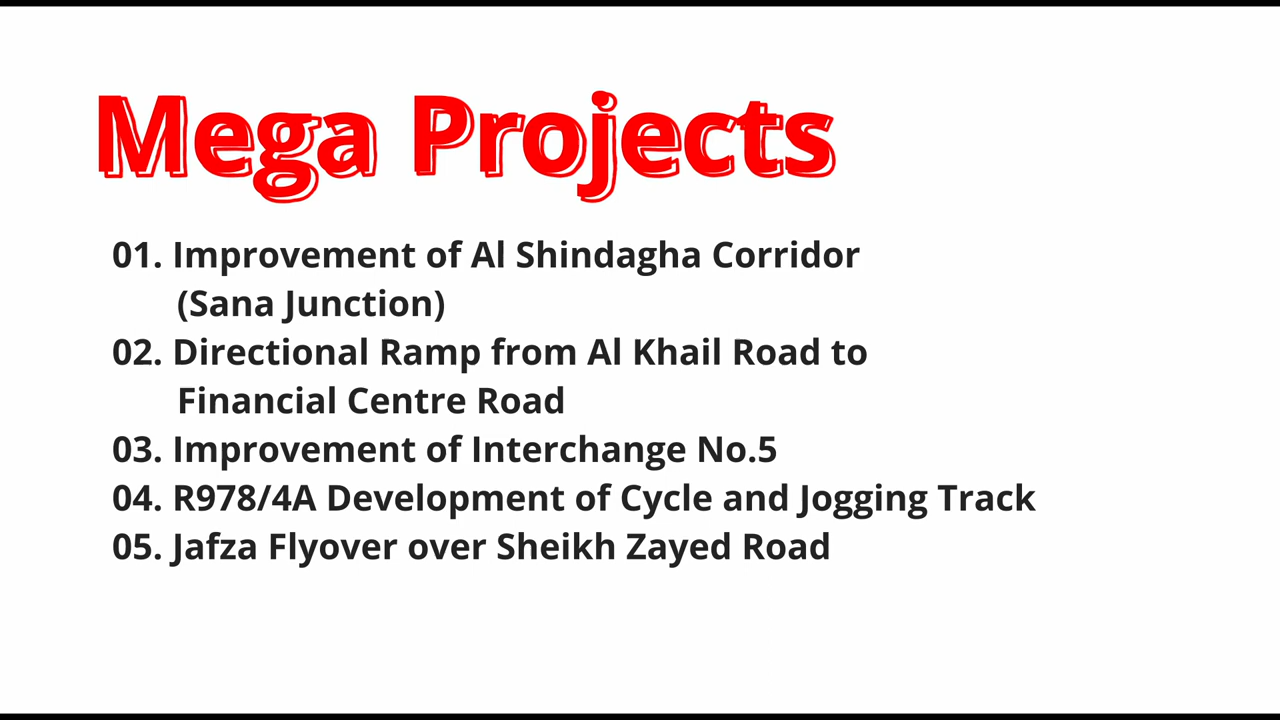 Mega Projects
01. Improvement of Al Shindagha Corridor
(Sana Junction)
02. Directional Ramp from Al Khail Road to
Financial Centre Road
03. Improvement of Interchange No.5
04. R978/4A Development of Cycle and Jogging Track
05. Jafza Flyover over Sheikh Zayed Road